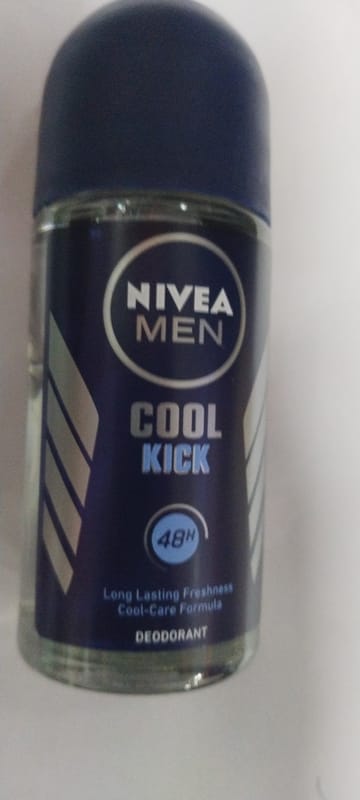 NIVEA
MEN
COOL
KICK
48H
Long Lasting Freshness
Cool-Care Formula
DEODORANT